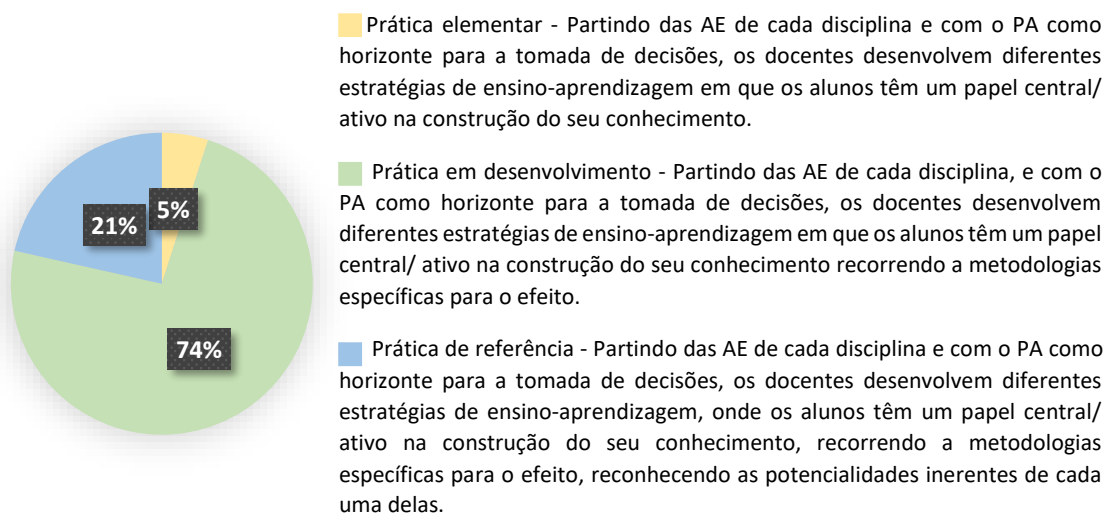 Prática elementar - Partindo das AE de cada disciplina e com o PA como
horizonte para a tomada de decisões, os docentes desenvolvem diferentes
estratégias de ensino-aprendizagem em que os alunos têm um papel central/
ativo na construção do seu conhecimento.
5%
21%
74%
Prática em desenvolvimento - Partindo das AE de cada disciplina, e com o
PA como horizonte para a tomada de decisões, os docentes desenvolvem
diferentes estratégias de ensino-aprendizagem em que os alunos têm um papel
central/ ativo na construção do seu conhecimento recorrendo a metodologias
específicas para o efeito.
Prática de referência - Partindo das AE de cada disciplina e com o PA como
horizonte para a tomada de decisões, os docentes desenvolvem diferentes
estratégias de ensino-aprendizagem, onde os alunos têm um papel central/
ativo na construção do seu conhecimento, recorrendo a metodologias
específicas para o efeito, reconhecendo as potencialidades inerentes de cada
uma delas.